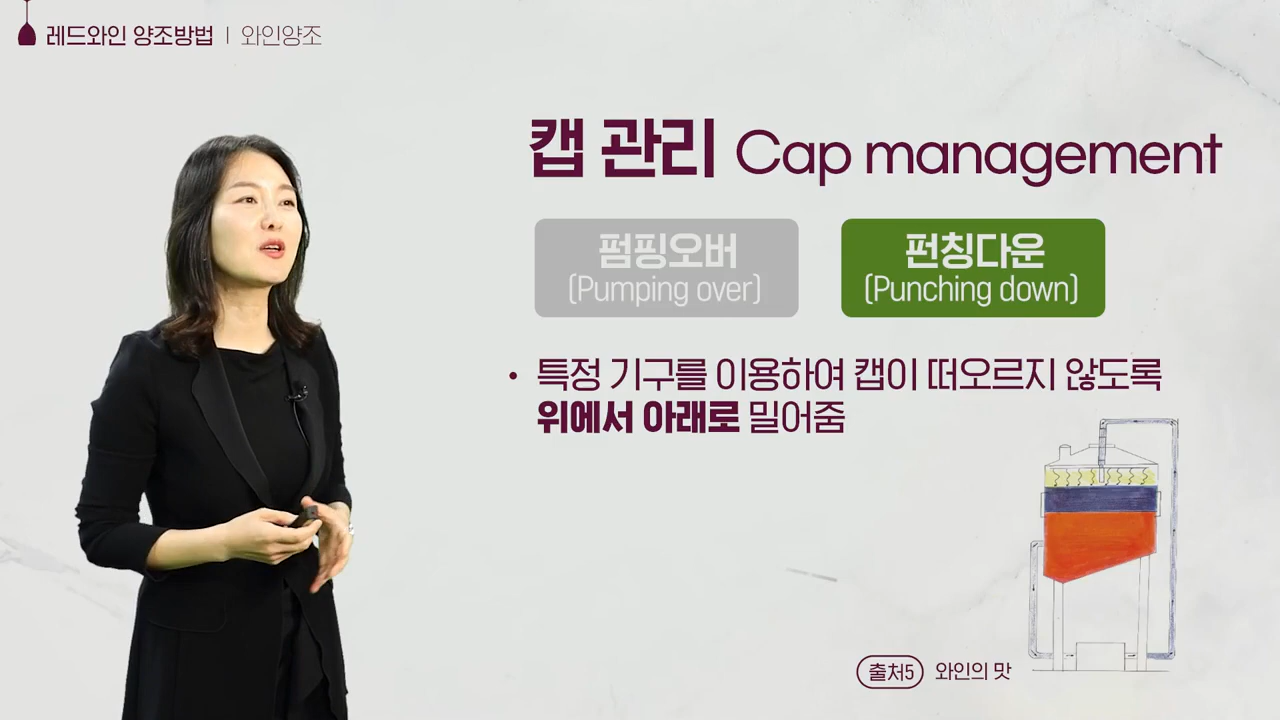 레드와인 양조방법 | 와인양조
캡 관리 Cap management
펌핑오버
(Pumping over)
펀칭다운
(Punching down)
• 특정 기구를 이용하여 캡이 떠오르지 않도록
위에서 아래로 밀어줌
출처5 와인의 맛